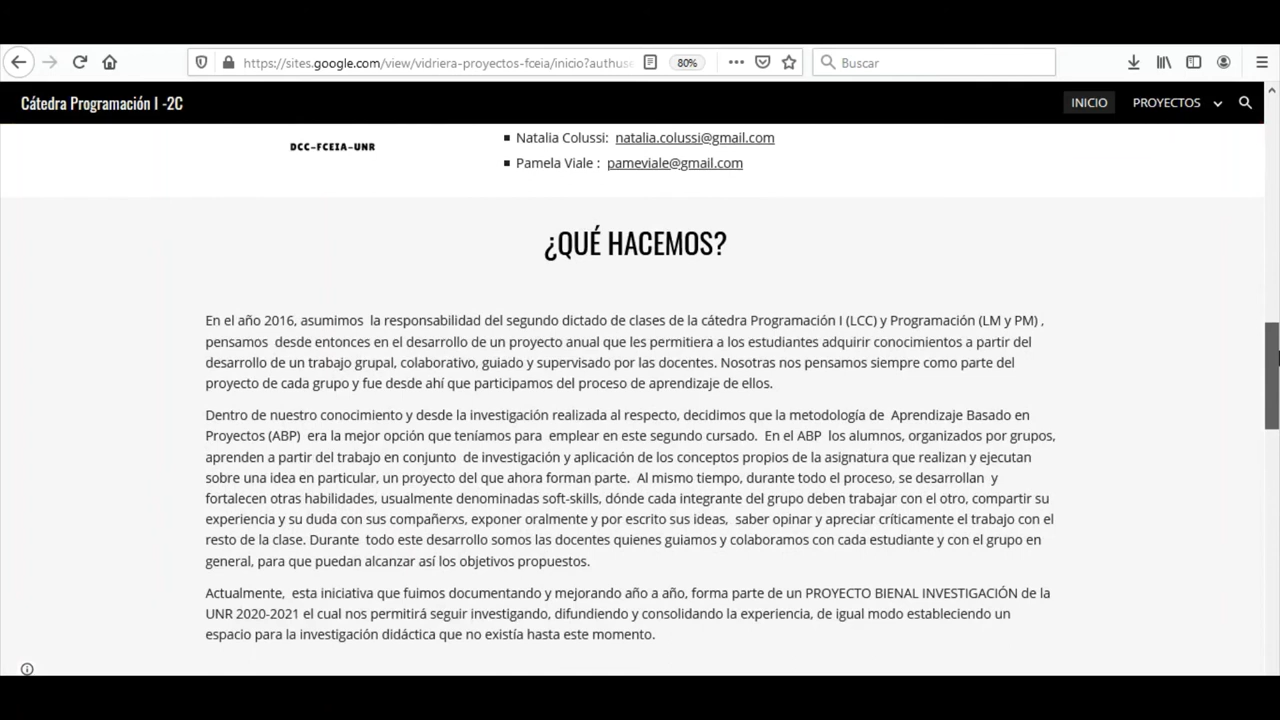 https://sites.google.com/view/vidriera-proyectos-fceia/inicio?authuse
80%
Buscar
Cátedra Programación I -2C
INICIO
PROYECTOS
DCC-FCEIA-UNR
Natalia Colussi: natalia.colussi@gmail.com
Pamela Viale : pameviale@gmail.com
¿QUÉ HACEMOS?
En el año 2016, asumimos la responsabilidad del segundo dictado de clases de la cátedra Programación I (LCC) y Programación (LM y PM) ,
pensamos desde entonces en el desarrollo de un proyecto anual que les permitiera a los estudiantes adquirir conocimientos a partir del
desarrollo de un trabajo grupal, colaborativo, guiado y supervisado por las docentes. Nosotras nos pensamos siempre como parte del
proyecto de cada grupo y fue desde ahí que participamos del proceso de aprendizaje de ellos.
Dentro de nuestro conocimiento y desde la investigación realizada al respecto, decidimos que la metodología de Aprendizaje Basado en
Proyectos (ABP) era la mejor opción que teníamos para emplear en este segundo cursado. En el ABP los alumnos, organizados por grupos,
aprenden a partir del trabajo en conjunto de investigación y aplicación de los conceptos propios de la asignatura que realizan y ejecutan
sobre una idea en particular, un proyecto del que ahora forman parte. Al mismo tiempo, durante todo el proceso, se desarrollan y
fortalecen otras habilidades, usualmente denominadas soft-skills, dónde cada integrante del grupo deben trabajar con el otro, compartir su
experiencia y su duda con sus compañerxs, exponer oralmente y por escrito sus ideas, saber opinar y apreciar críticamente el trabajo con el
resto de la clase. Durante todo este desarrollo somos las docentes quienes guiamos y colaboramos con cada estudiante y con el grupo en
general, para que puedan alcanzar así los objetivos propuestos.
Actualmente, esta iniciativa que fuimos documentando y mejorando año a año, forma parte de un PROYECTO BIENAL INVESTIGACIÓN de la
UNR 2020-2021 el cual nos permitirá seguir investigando, difundiendo y consolidando la experiencia, de igual modo estableciendo un
espacio para la investigación didáctica que no existía hasta este momento.